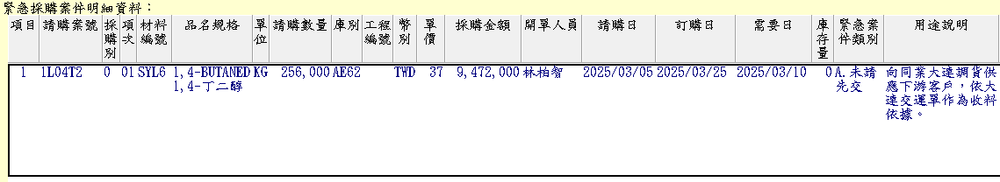 緊急採購案件明細資料：
項目 請購案號 採購別 項次 材料編號 品名規格 單位 請購數量 庫別 工程編號 幣別 單價 採購金額 開單人員 請購日 訂購日 需要日 庫存量 緊急案件類別 用途說明
1 1L04T2 0 01 SYL6 1,4-BUTANED KG 256,000 AE62 TWD 37 9,472,000 林柏智 2025/03/05 2025/03/25 2025/03/10 0 A.未請 向同業大連調貨供
1,4-丁二醇 先交 應下游客戶，依大
連交運單作為收料
依據。